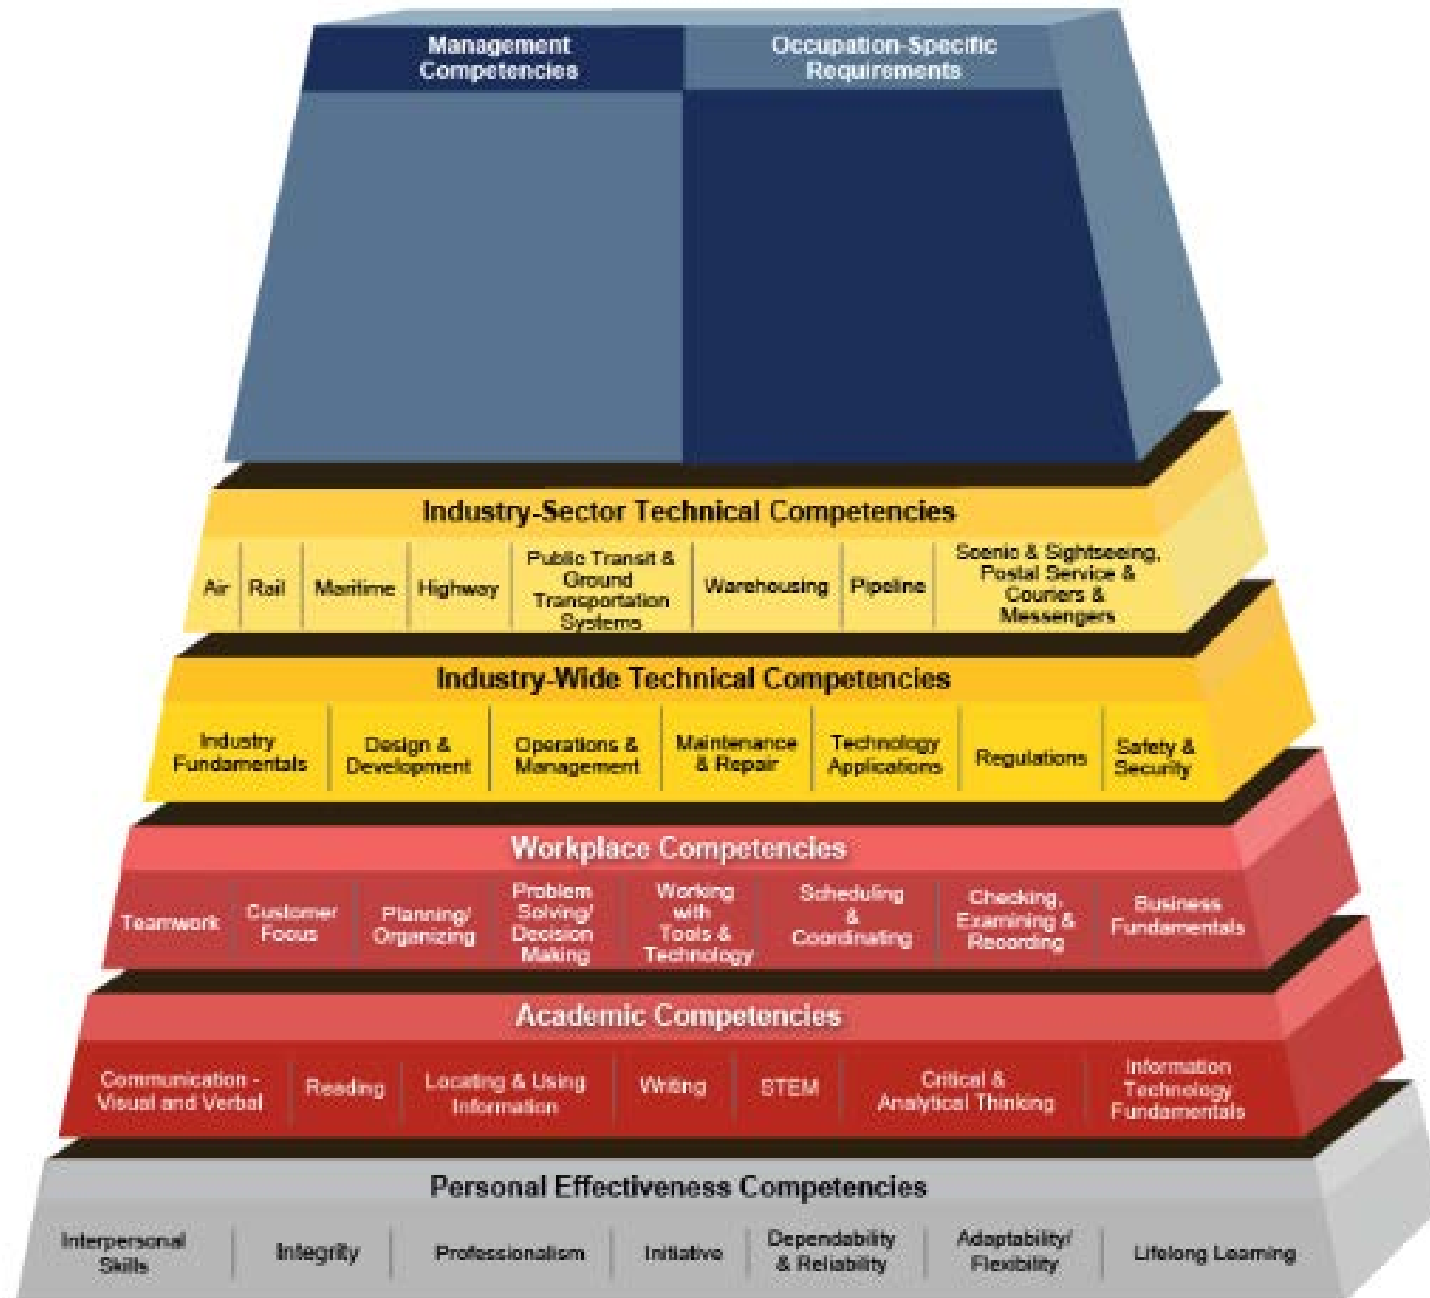 Management
Competencies
Occupation-Specific
Requirements
Industry-Sector Technical Competencies
Air
Rail
Maritime
Highway
Public Transit &
Ground
Transportation
Systems
Warehousing
Pipeline
Scenic & Sightseeing,
Postal Service &
Couriers &
Messengers
Industry-Wide Technical Competencies
Industry
Fundamentals
Design &
Development
Operations &
Management
Maintenance
& Repair
Technology
Applications
Regulations
Safety &
Security
Workplace Competencies
Teamwork
Customer
Focus
Planning/
Organizing
Problem
Solving/
Decision
Making
Working
with
Tools &
Technology
Scheduling
&
Coordinating
Checking,
Examining &
Recording
Business
Fundamentals
Academic Competencies
Communication -
Visual and Verbal
Reading
Locating & Using
Information
Writing
STEM
Critical &
Analytical Thinking
Information
Technology
Fundamentals
Personal Effectiveness Competencies
Interpersonal
Skills
Integrity
Professionalism
Initiative
Dependability
& Reliability
Adaptability/
Flexibility
Lifelong Learning